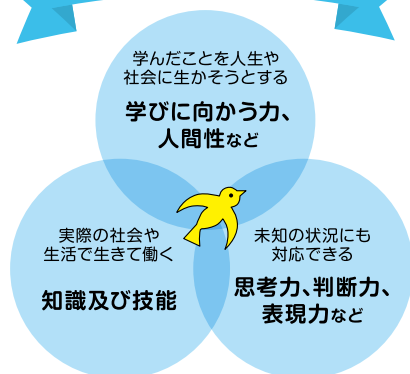 学んだことを人生や
社会に生かそうとする
学びに向かう力、
人間性など
実際の社会や
生活で生きて働く
知識及び技能
未知の状況にも
対応できる
思考力、判断力、
表現力など